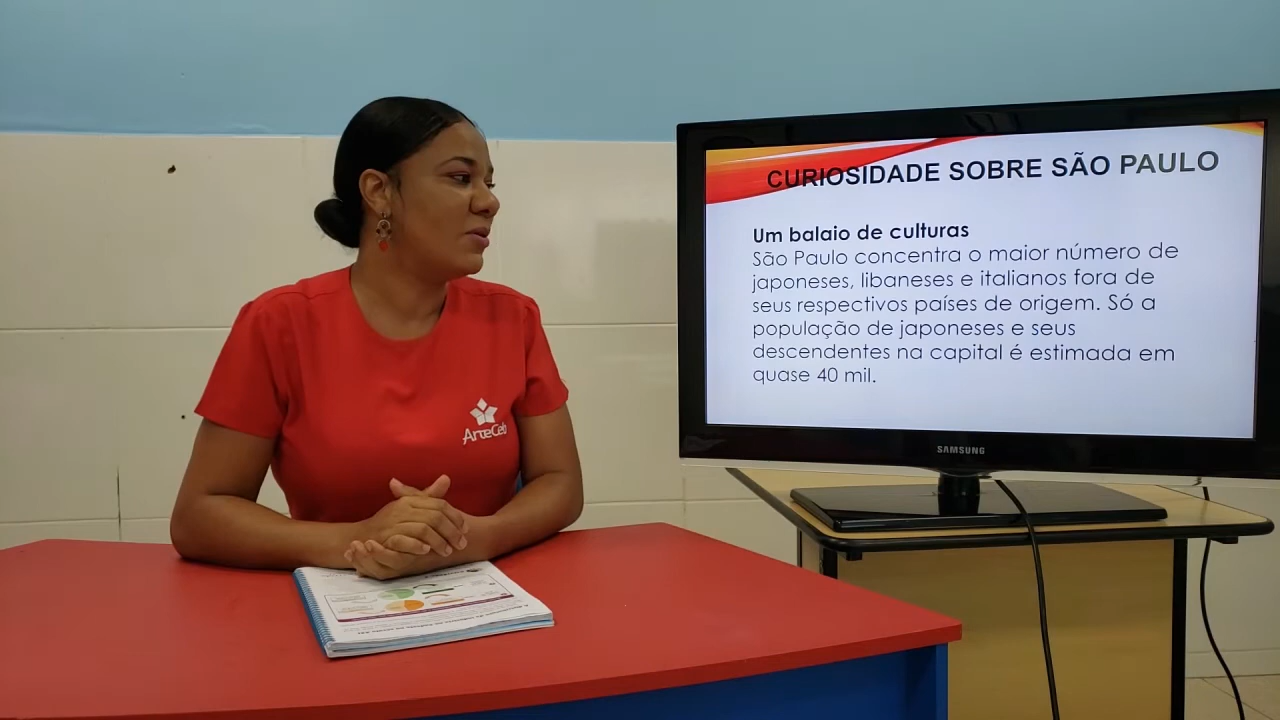 CURIOSIDADE SOBRE SÃO PAULO
Um balaio de culturas
São Paulo concentra o maior número de
japoneses, libaneses e italianos fora de
seus respectivos países de origem. Só a
população de japoneses e seus
descendentes na capital é estimada em
quase 40 mil.
SAMSUNG